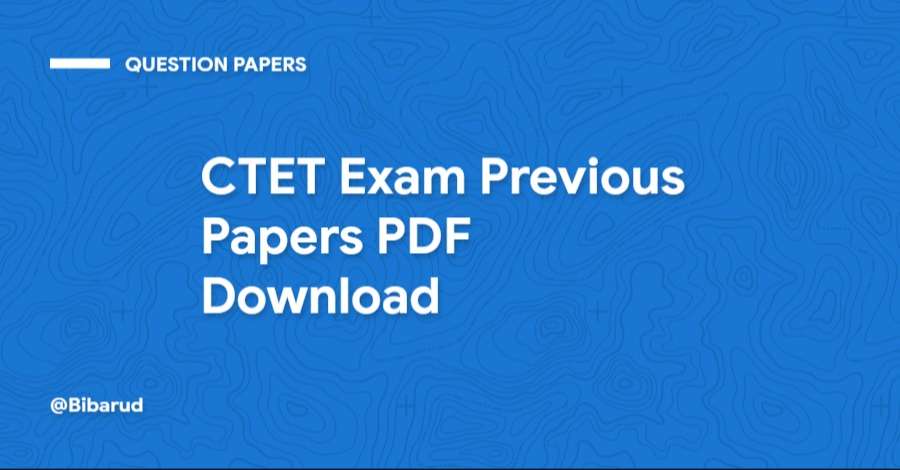 QUESTION PAPERS
CTET Exam Previous
Papers PDF
Download
@Bibarud